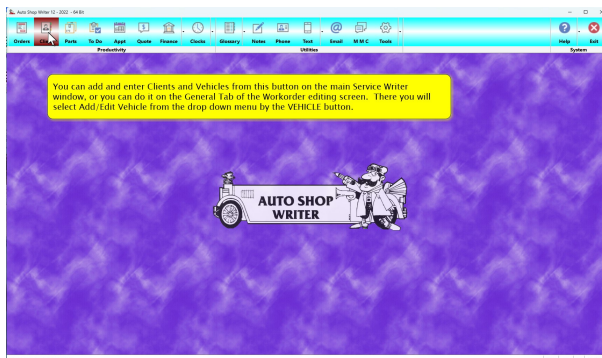 Auto Shop Writer 12 - 2022 - 64 Bit
Orders Parts To Do Appt Quote Finance Clocks Glossary Notes Phone Text Email M M C Tools Help Exit
Productivity Utilities System
You can add and enter Clients and Vehicles from this button on the main Service Writer
window, or you can do it on the General Tab of the Workorder editing screen. There you will
select Add/Edit Vehicle from the drop down menu by the VEHICLE button.
AUTO SHOP
WRITER